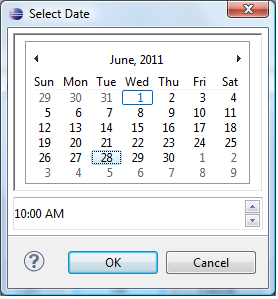 Select Date
June, 2011
Sun Mon Tue Wed Thu Fri Sat
29 30 31 1 2 3 4
5 6 7 8 9 10 11
12 13 14 15 16 17 18
19 20 21 22 23 24 25
26 27 28 29 30 1 2
3 4 5 6 7 8 9
10:00 AM
? OK Cancel